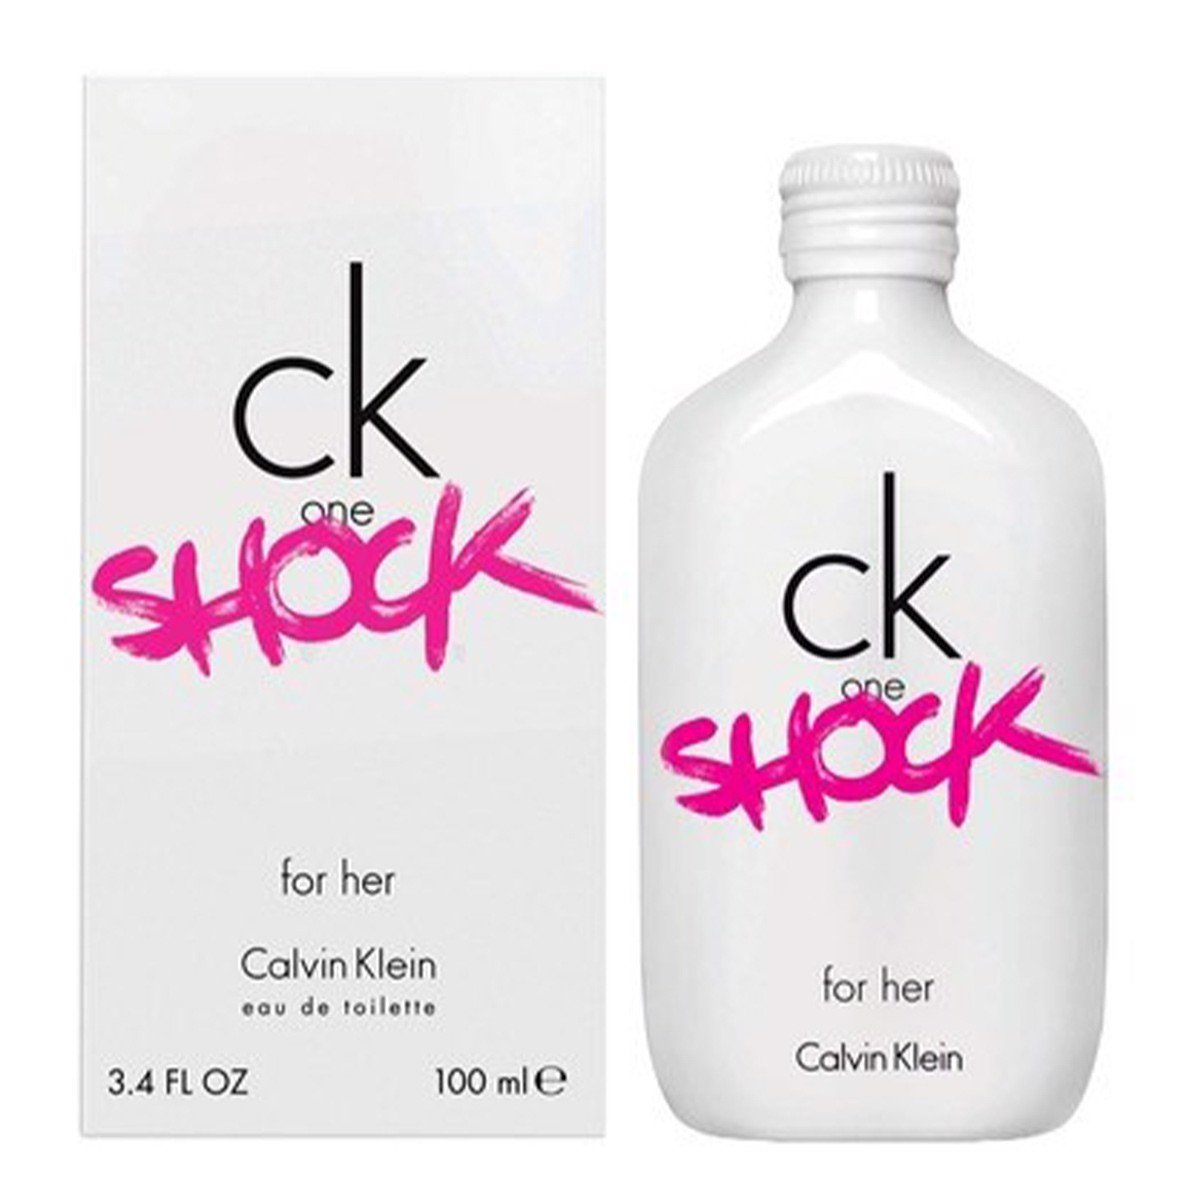 ck
one
SHOCK
for her
Calvin Klein
eau de toilette
3.4 FL OZ 100 ml ℮
ck
one
SHOCK
for her
Calvin Klein